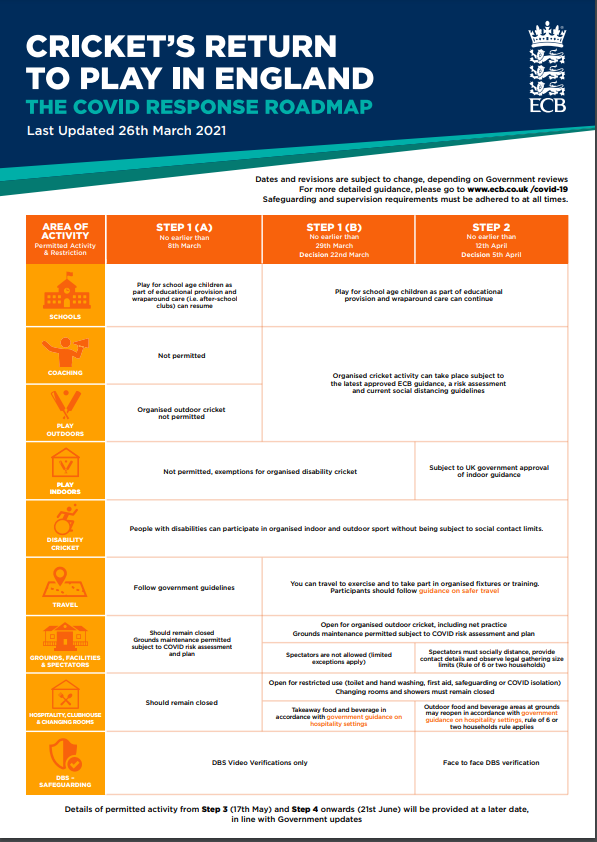 CRICKET'S RETURN
TO PLAY IN ENGLAND
THE COVID RESPONSE ROADMAP
Last Updated 26th March 2021
ECB
Dates and revisions are subject to change, depending on Government reviews
For more detailed guidance, please go to www.ecb.co.uk /covid-19
Safeguarding and supervision requirements must be adhered to at all times.
AREA OF
ACTIVITY
Permitted Activity
& Restriction
STEP 1 (A)
No earlier than
8th March
STEP 1 (B)
No earlier than
29th March
Decision 22nd March
STEP 2
No earlier than
12th April
Decision 5th April
SCHOOLS
Play for school age children as
part of educational provision and
wraparound care (i.e. after-school
clubs) can resume
Play for school age children as part of educational
provision and wraparound care can continue
COACHING
Not permitted
Organised cricket activity can take place subject to
the latest approved ECB guidance, a risk assessment
and current social distancing guidelines
PLAY
OUTDOORS
Organised outdoor cricket
not permitted
PLAY
INDOORS
Not permitted, exemptions for organised disability cricket
Subject to UK government approval
of indoor guidance
DISABILITY
CRICKET
People with disabilities can participate in organised indoor and outdoor sport without being subject to social contact limits.
TRAVEL
Follow government guidelines
You can travel to exercise and to take part in organised fixtures or training.
Participants should follow guidance on safer travel
GROUNDS, FACILITIES
& SPECTATORS
Should remain closed
Grounds maintenance permitted
subject to COVID risk assessment
and plan
Open for organised outdoor cricket, including net practice
Grounds maintenance permitted subject to COVID risk assessment and plan
Spectators are not allowed (limited
exceptions apply)
Spectators must socially distance, provide
contact details and observe legal gathering size
limits (Rule of 6 or two households)
HOSPITALITY, CLUBHOUSE
& CHANGING ROOMS
Should remain closed
Open for restricted use (toilet and hand washing, first aid, safeguarding or COVID isolation)
Changing rooms and showers must remain closed
Takeaway food and beverage in
accordance with government guidance on
hospitality settings
Outdoor food and beverage areas at grounds
may reopen in accordance with government
guidance on hospitality settings, rule of 6 or
two households rule applies
DBS –
SAFEGUARDING
DBS Video Verifications only
Face to face DBS verification
Details of permitted activity from Step 3 (17th May) and Step 4 onwards (21st June) will be provided at a later date,
in line with Government updates